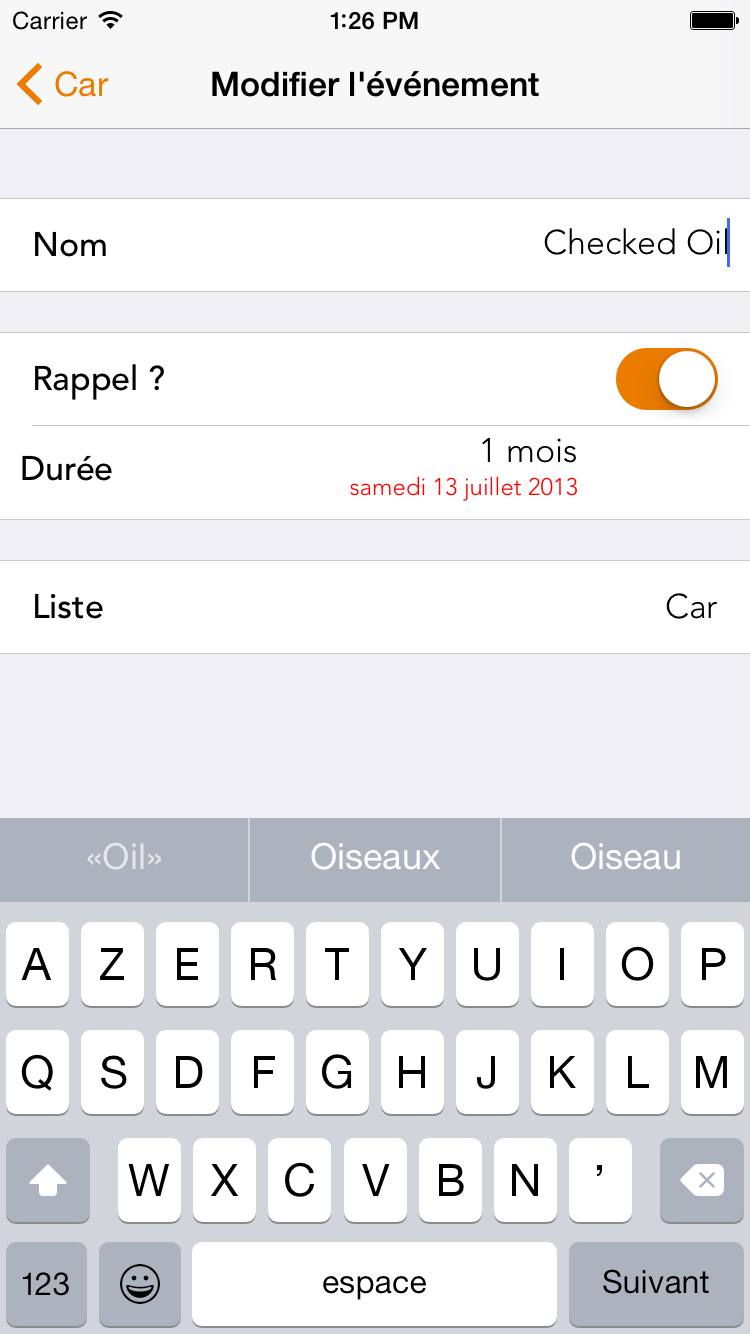 Carrier 1:26 PM
Car Modifier l'événement
Nom Checked Oil
Rappel ?
Durée 1 mois
samedi 13 juillet 2013
Liste Car
«Oil» Oiseaux Oiseau
A Z E R T Y U I O P
Q S D F G H J K L M
W X C V B N ’
123 espace Suivant